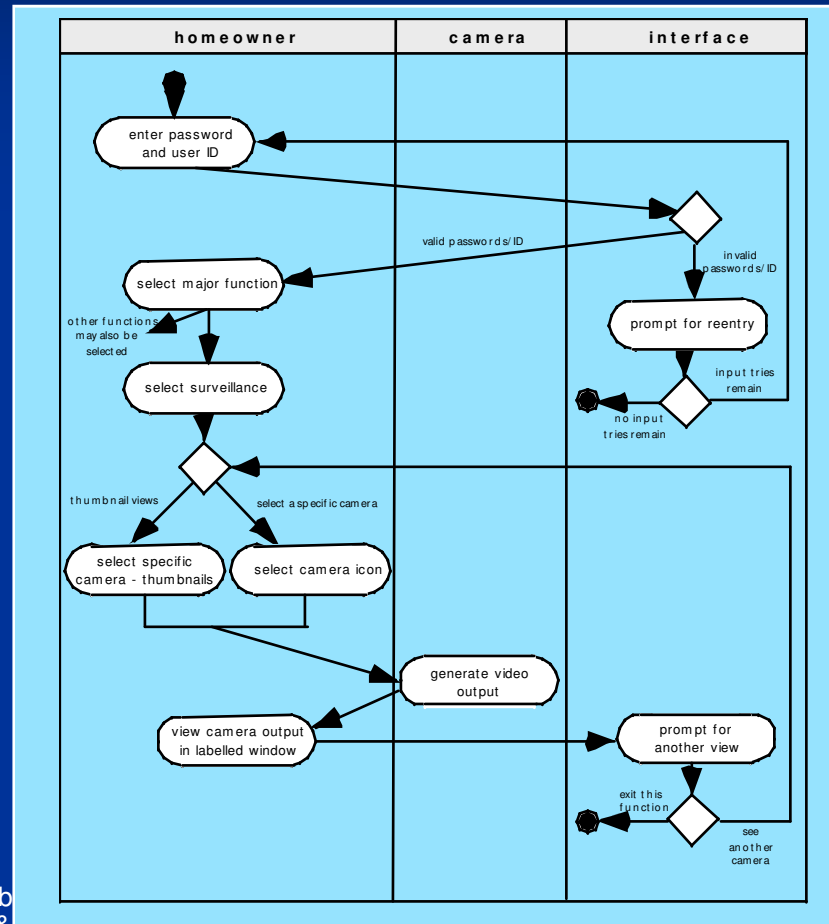 homeowner
camera
interface
enter password
and user ID
valid passwords/ID
invalid
passwords/ID
select major function
other functions
may also be
selected
prompt for reentry
input tries
remain
select surveillance
no input
tries remain
thumbnail views
select a specific camera
select specific
camera - thumbnails
select camera icon
generate video
output
view camera output
in labelled window
prompt for
another view
exit this
function
see
another
camera
b